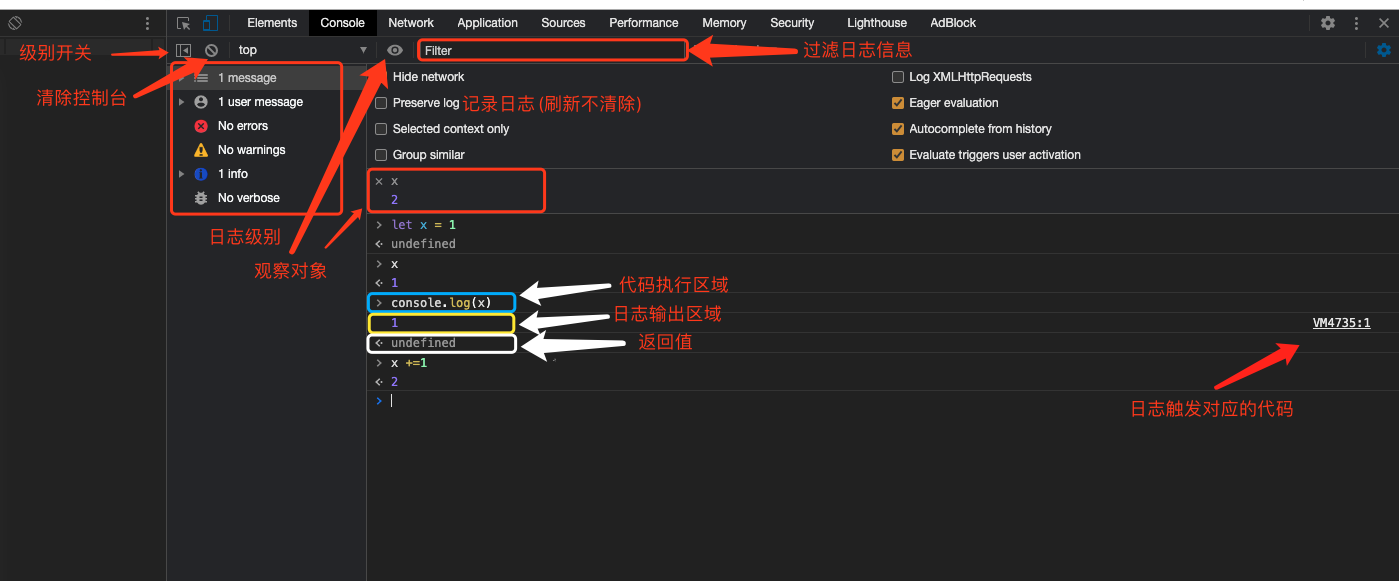 Elements Console Network Application Sources Performance Memory Security Lighthouse AdBlock
级别开关
top
Filter
过滤日志信息
清除控制台
1 message
1 user message
No errors
No warnings
1 info
No verbose
日志级别
观察对象
Hide network
Log XMLHttpRequests
Preserve log 记录日志 (刷新不清除)
Eager evaluation
Selected context only
Autocomplete from history
Group similar
Evaluate triggers user activation
x
2
let x = 1
undefined
x
1
代码执行区域
console.log(x)
日志输出区域
1
VM4735:1
返回值
undefined
x +=1
2
日志触发对应的代码